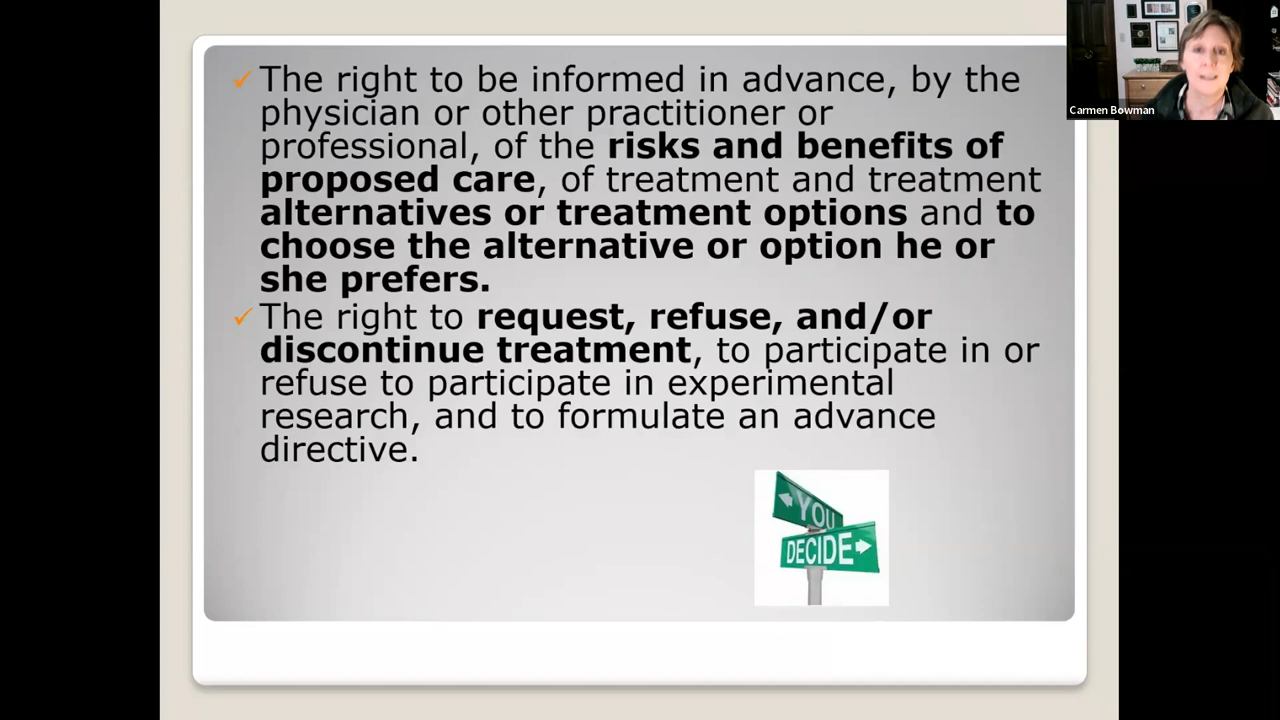 The right to be informed in advance, by the
physician or other practitioner or
professional, of the risks and benefits of
proposed care, of treatment and treatment
alternatives or treatment options and to
choose the alternative or option he or
she prefers.
The right to request, refuse, and/or
discontinue treatment, to participate in or
refuse to participate in experimental
research, and to formulate an advance
directive.
YOU
DECIDE
Carmen Bowman